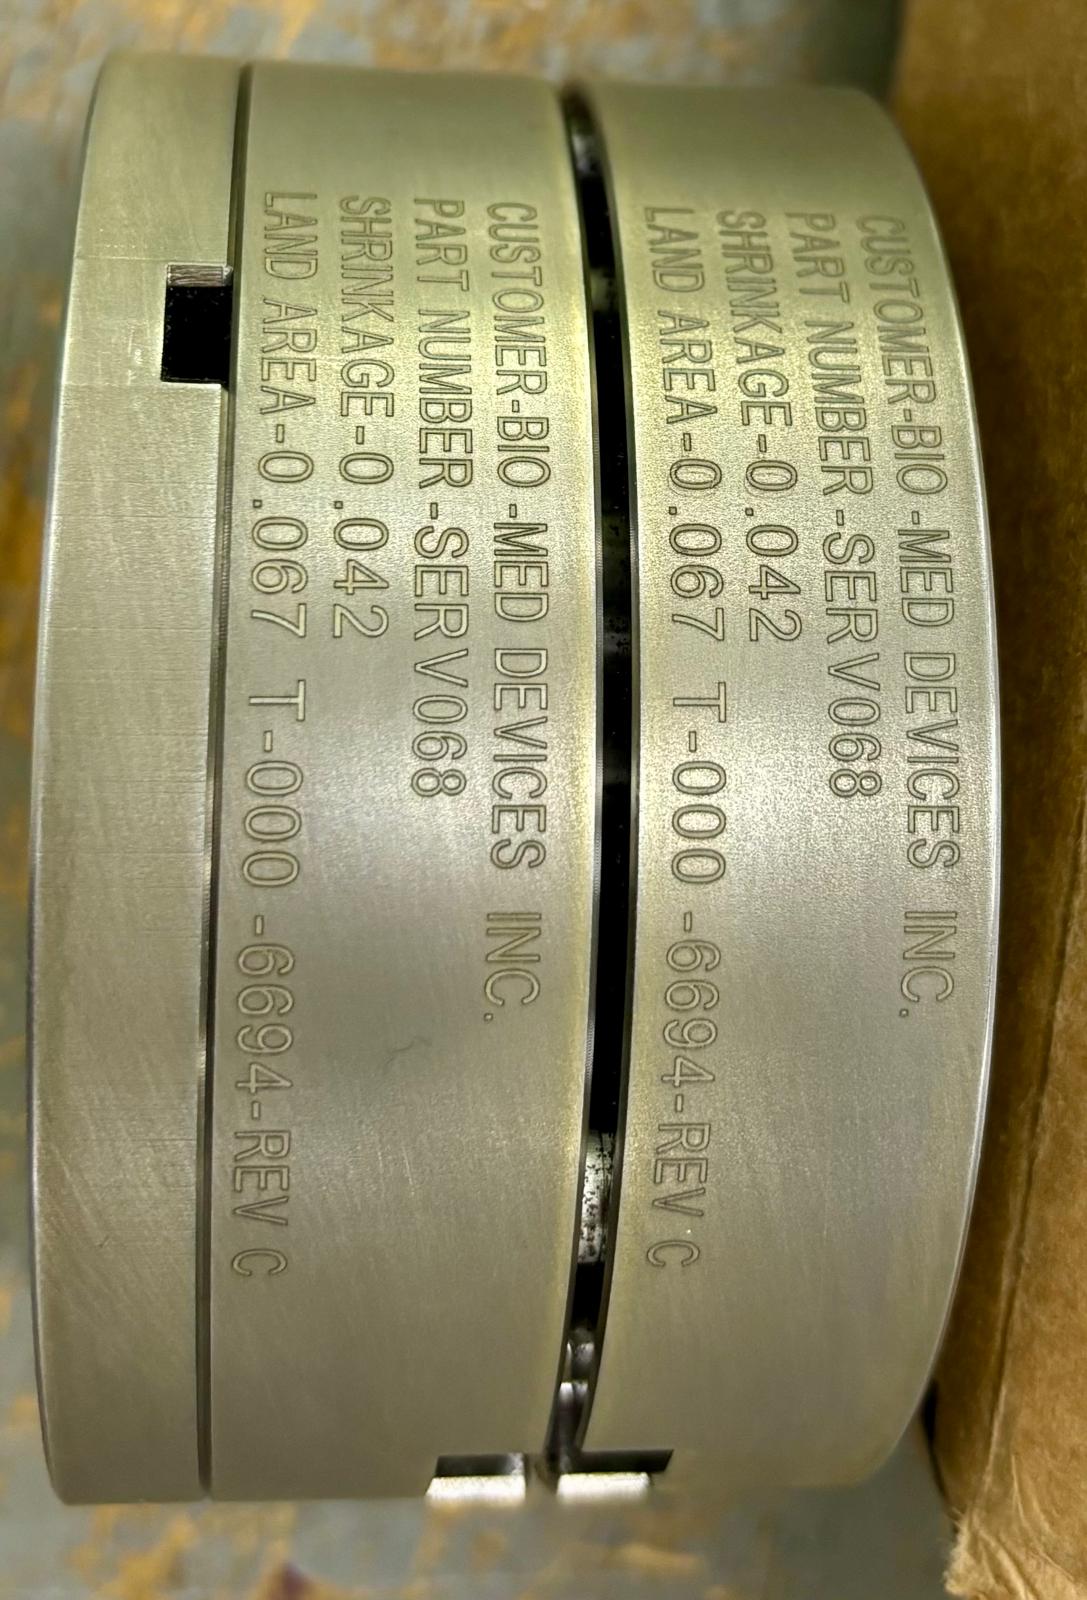 CUSTOMER-BIO-MED DEVICES INC.
PART NUMBER-SERV068
SHRINKAGE-0.042
LAND AREA-0.067 T-000-6694-REV C
CUSTOMER-BIO-MED DEVICES INC.
PART NUMBER-SERV068
SHRINKAGE-0.042
LAND AREA-0.067 T-000-6694-REV C